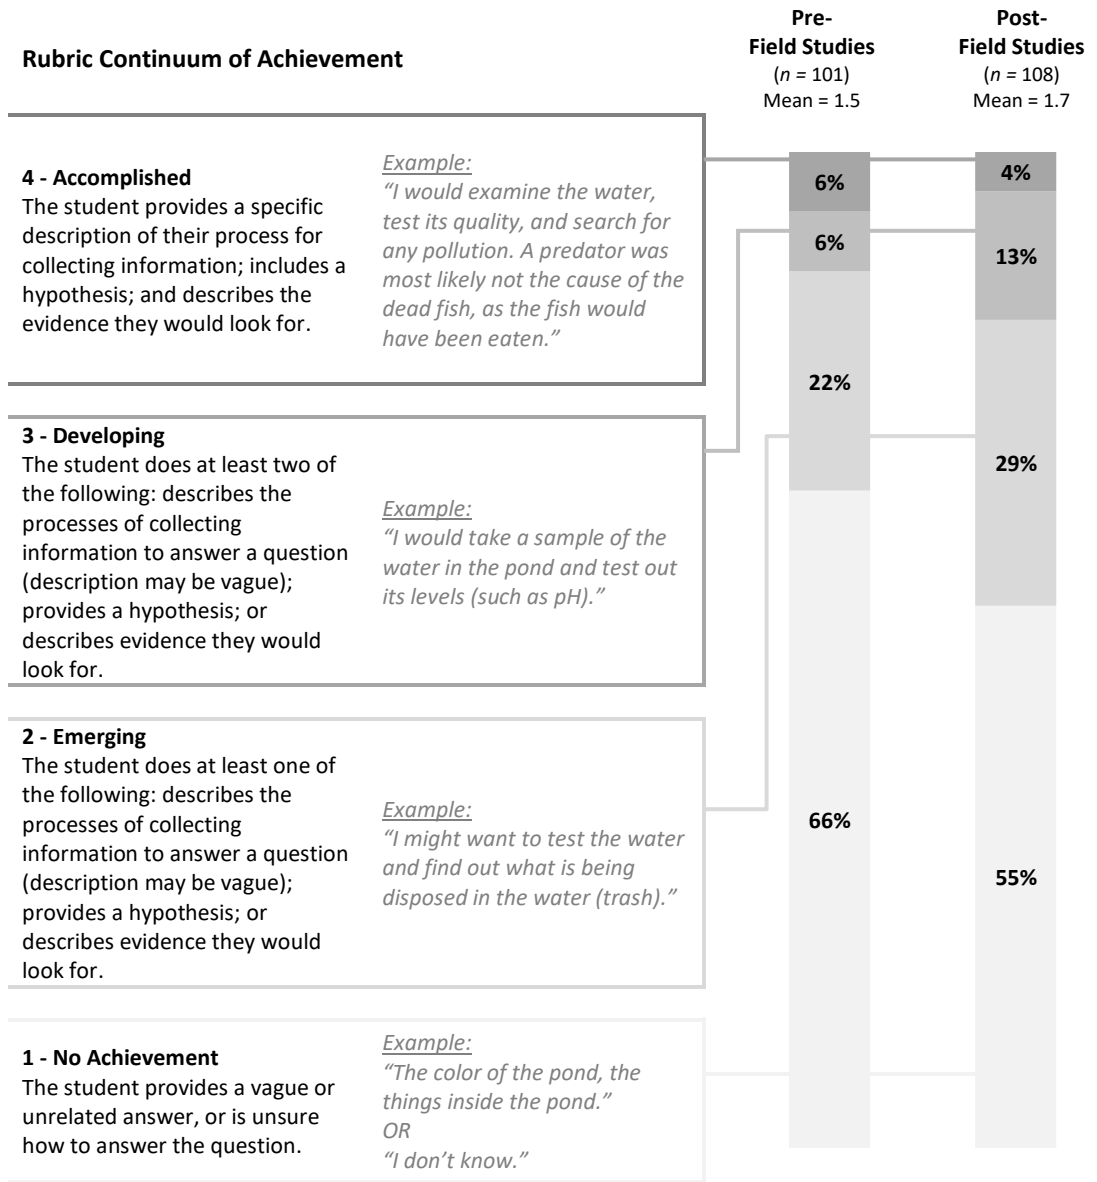 Rubric Continuum of Achievement
Pre-
Field Studies
(n = 101)
Mean = 1.5
Post-
Field Studies
(n = 108)
Mean = 1.7
4 - Accomplished
The student provides a specific
description of their process for
collecting information; includes a
hypothesis; and describes the
evidence they would look for.
Example:
“I would examine the water,
test its quality, and search for
any pollution. A predator was
most likely not the cause of the
dead fish, as the fish would
have been eaten.”
3 - Developing
The student does at least two of
the following: describes the
processes of collecting
information to answer a question
(description may be vague);
provides a hypothesis; or
describes evidence they would
look for.
Example:
“I would take a sample of the
water in the pond and test out
its levels (such as pH).”
2 - Emerging
The student does at least one of
the following: describes the
processes of collecting
information to answer a question
(description may be vague);
provides a hypothesis; or
describes evidence they would
look for.
Example:
“I might want to test the water
and find out what is being
disposed in the water (trash).”
1 - No Achievement
The student provides a vague or
unrelated answer, or is unsure
how to answer the question.
Example:
“The color of the pond, the
things inside the pond.”
OR
“I don’t know.”
6%
6%
22%
66%
4%
13%
29%
55%